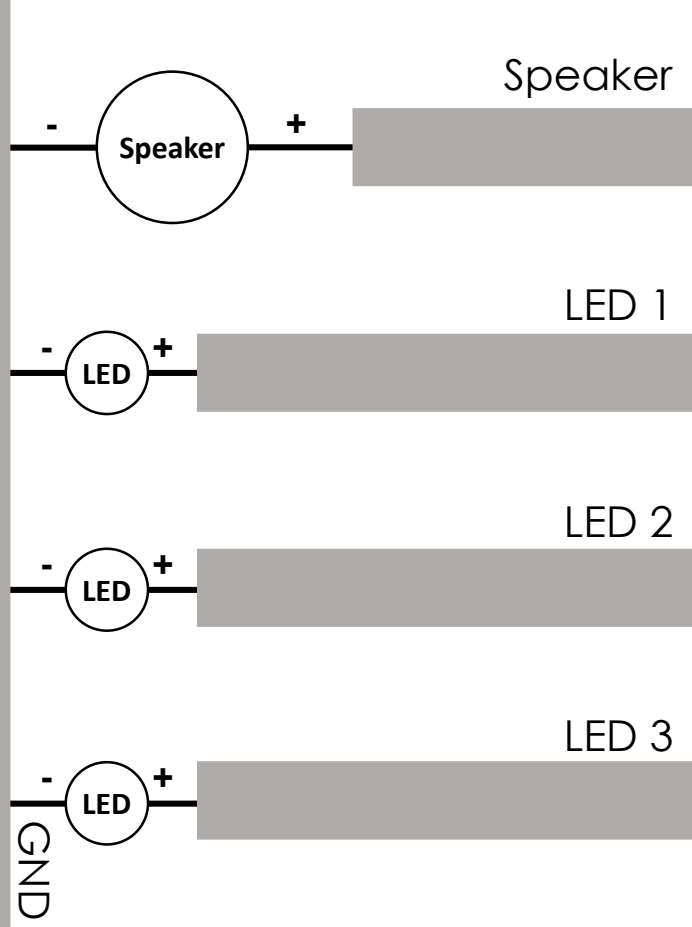 Speaker
- Speaker +
LED 1
- LED +
LED 2
- LED +
LED 3
- LED +
GND